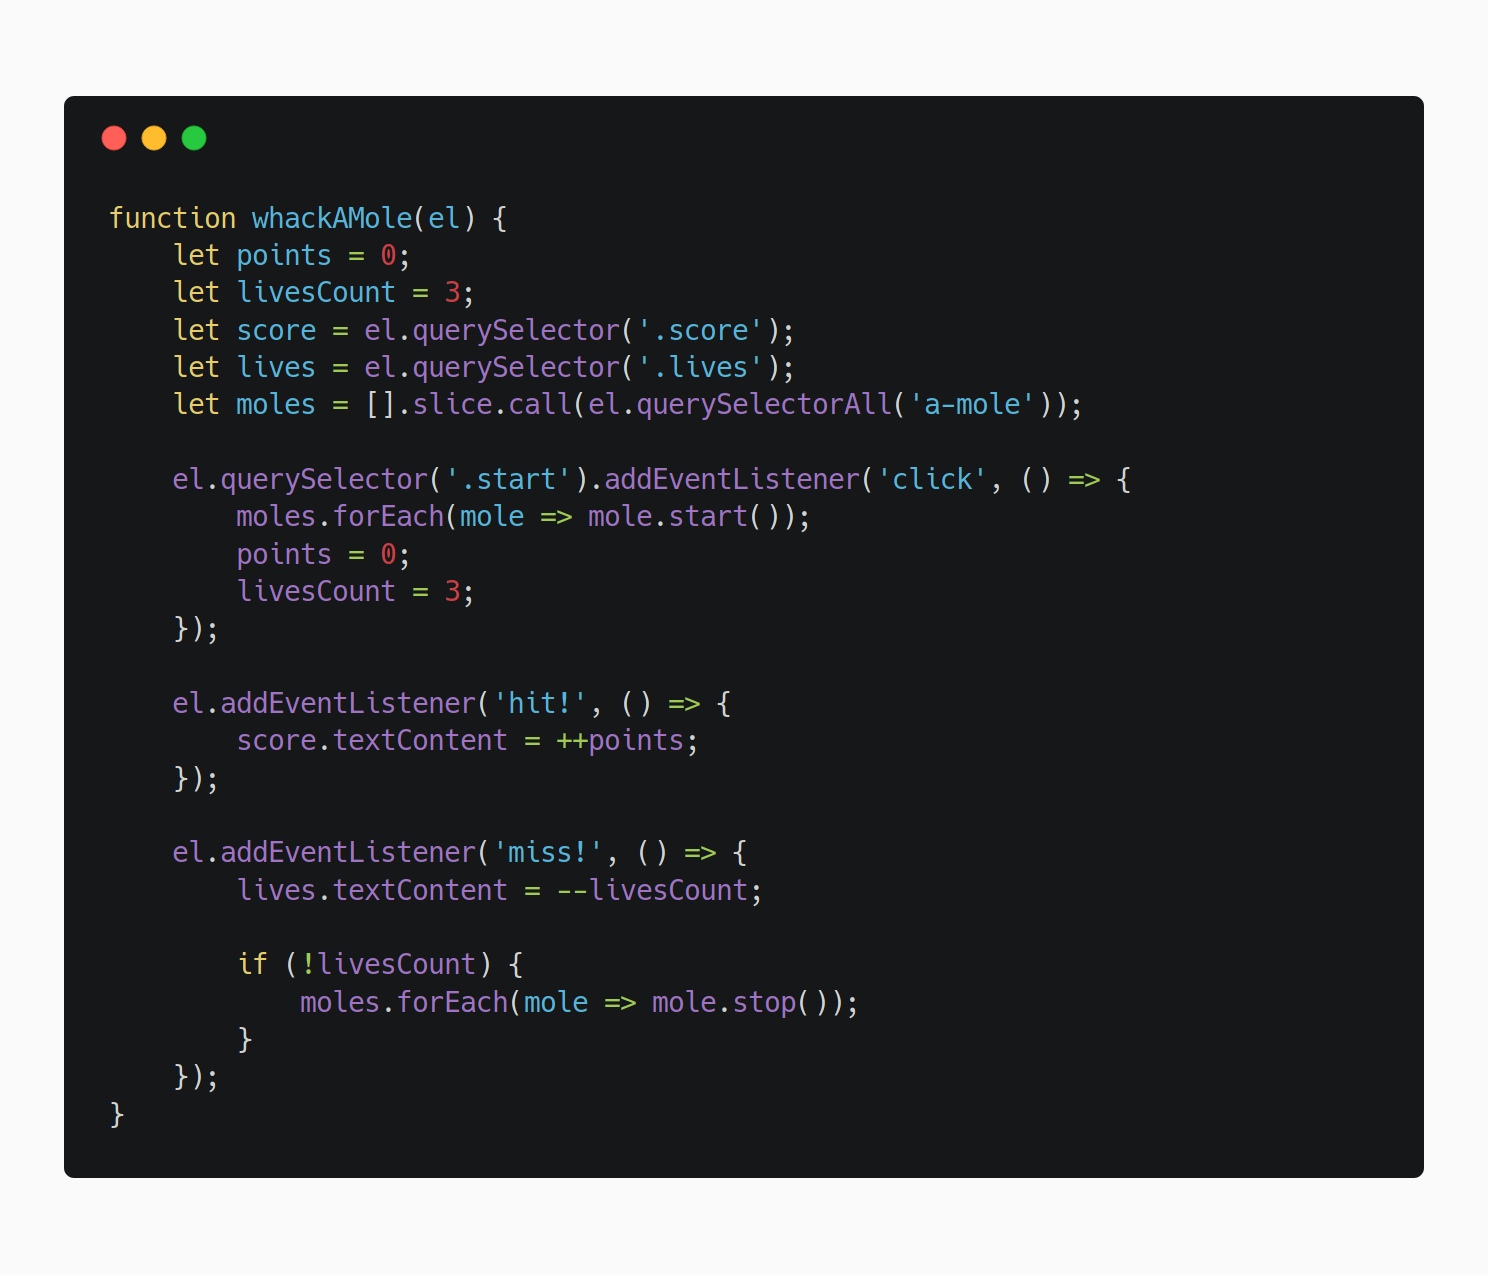 function whackAMole(el) {
    let points = 0;
    let livesCount = 3;
    let score = el.querySelector('.score');
    let lives = el.querySelector('.lives');
    let moles = [].slice.call(el.querySelectorAll('a-mole'));

    el.querySelector('.start').addEventListener('click', () => {
        moles.forEach(mole => mole.start());
        points = 0;
        livesCount = 3;
    });

    el.addEventListener('hit!', () => {
        score.textContent = ++points;
    });

    el.addEventListener('miss!', () => {
        lives.textContent = --livesCount;

        if (!livesCount) {
            moles.forEach(mole => mole.stop());
        }
    });
}